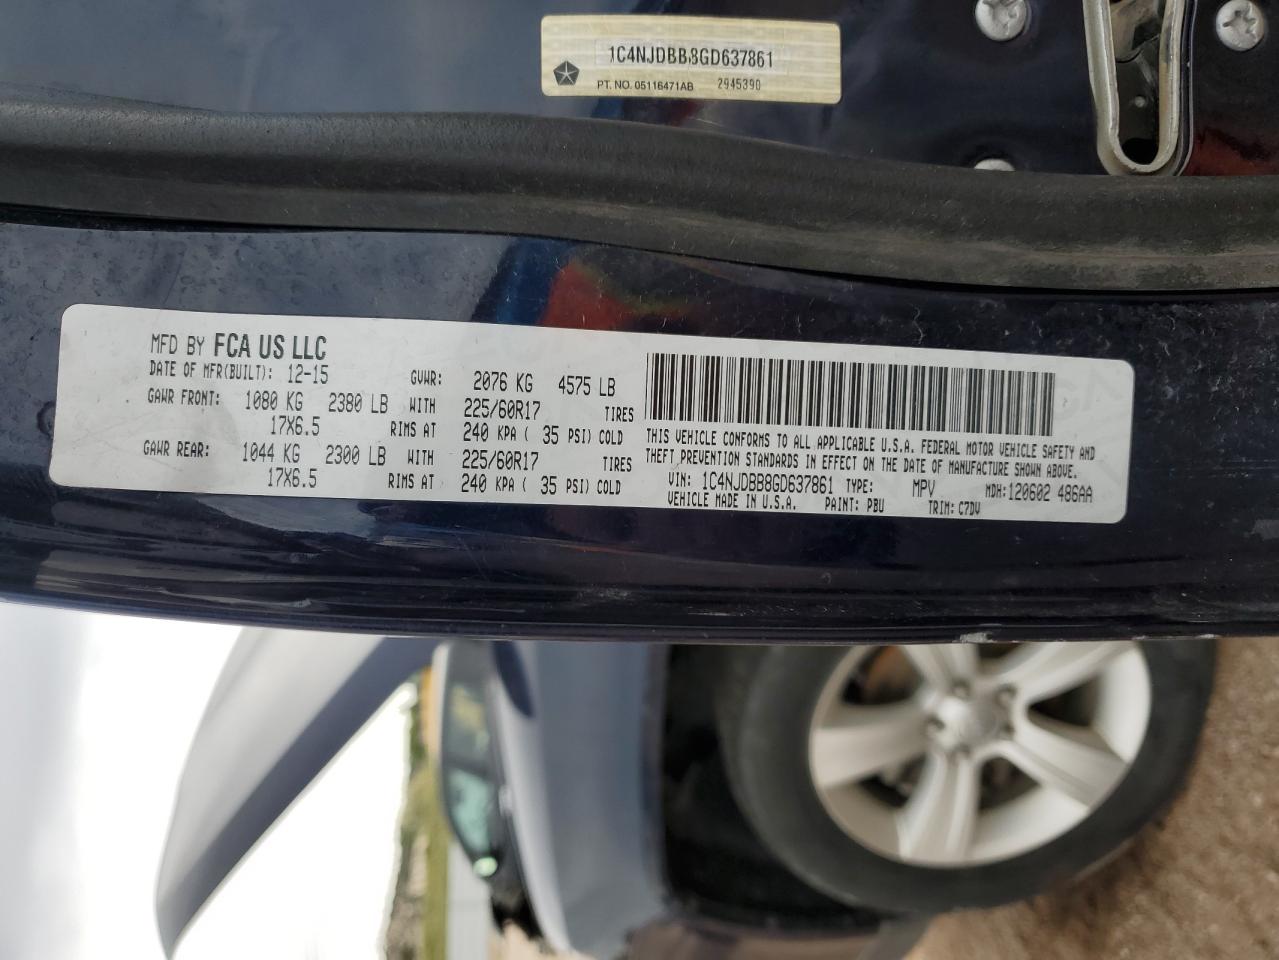 1C4NJDBB8GD637861
PT. NO. 05116471AB 2945390
MFD BY FCA US LLC
DATE OF MFR(BUILT): 12-15 GVWR: 2076 KG 4575 LB
GAWR FRONT: 1080 KG 2380 LB WITH 225/60R17 TIRES
17X6.5 RIMS AT 240 KPA ( 35 PSI) COLD
GAWR REAR: 1044 KG 2300 LB WITH 225/60R17 TIRES
17X6.5 RIMS AT 240 KPA ( 35 PSI) COLD
THIS VEHICLE CONFORMS TO ALL APPLICABLE U.S.A. FEDERAL MOTOR VEHICLE SAFETY AND
THEFT PREVENTION STANDARDS IN EFFECT ON THE DATE OF MANUFACTURE SHOWN ABOVE.
VIN: 1C4NJDBB8GD637861 TYPE: MPV MDH:120602 486AA
VEHICLE MADE IN U.S.A. PAINT: PBU TRIM: C7DV